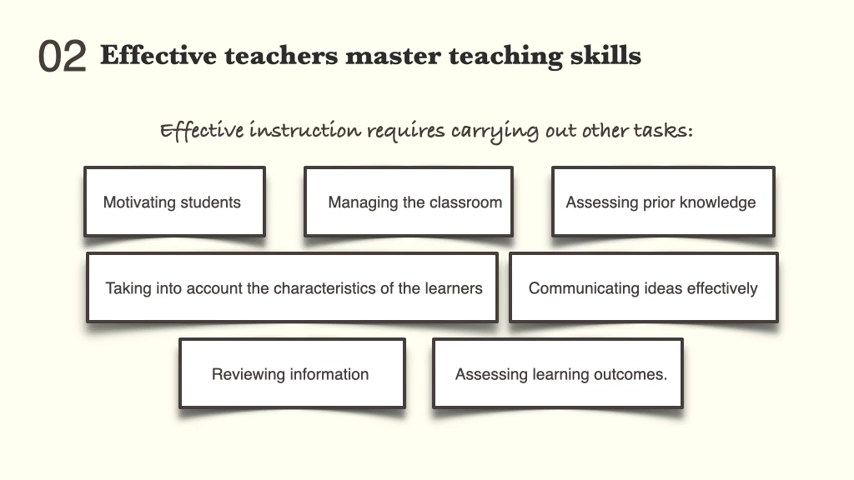 02 Effective teachers master teaching skills
Effective instruction requires carrying out other tasks:
Motivating students
Managing the classroom
Assessing prior knowledge
Taking into account the characteristics of the learners
Communicating ideas effectively
Reviewing information
Assessing learning outcomes.